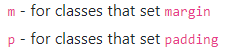 m - for classes that set margin
p - for classes that set padding